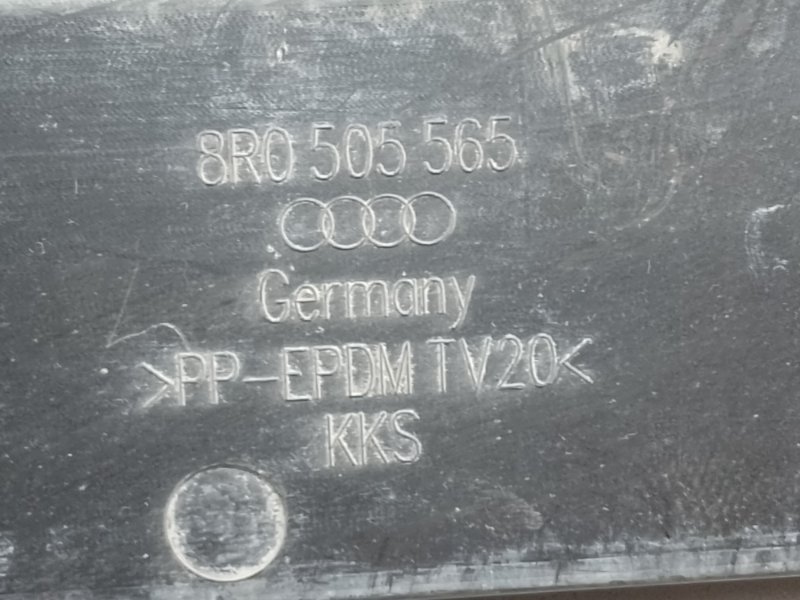 8R0 505 565
Germany
>PP-EPDM TV20<
KKS